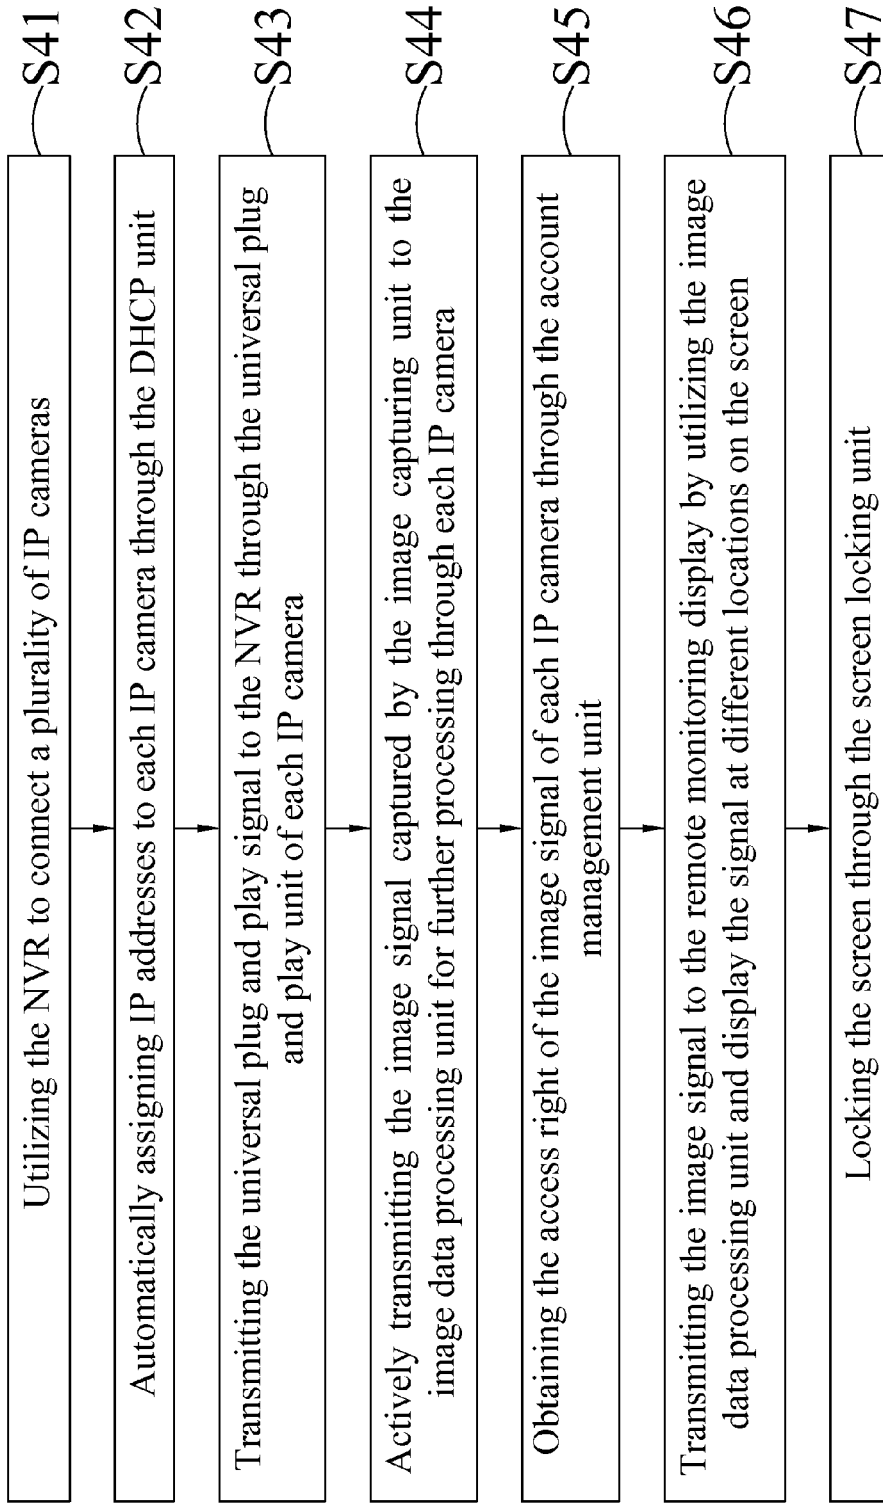 Utilizing the NVR to connect a plurality of IP cameras
S41
Automatically assigning IP addresses to each IP camera through the DHCP unit
S42
Transmitting the universal plug and play signal to the NVR through the universal plug
and play unit of each IP camera
S43
Actively transmitting the image signal captured by the image capturing unit to the
image data processing unit for further processing through each IP camera
S44
Obtaining the access right of the image signal of each IP camera through the account
management unit
S45
Transmitting the image signal to the remote monitoring display by utilizing the image
data processing unit and display the signal at different locations on the screen
S46
Locking the screen through the screen locking unit
S47